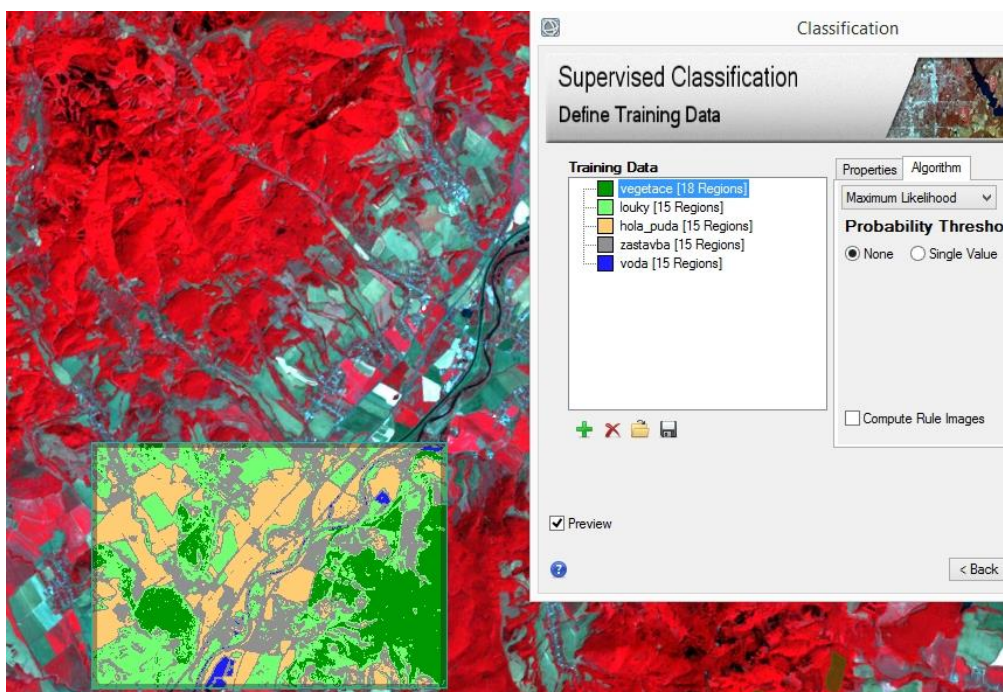 Classification
Supervised Classification
Define Training Data
Training Data
vegetace [18 Regions]
louky [15 Regions]
hola_puda [15 Regions]
zastavba [15 Regions]
voda [15 Regions]
Properties Algorithm
Maximum Likelihood
Probability Thresho
None Single Value
Compute Rule Images
Preview
< Back